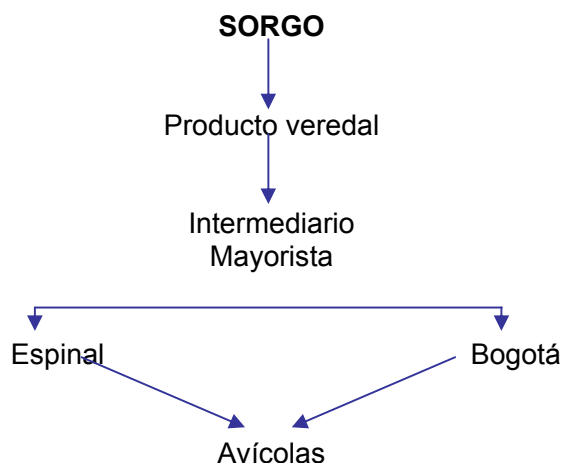 SORGO
Producto veredal
Intermediario
Mayorista
Espinal
Bogotá
Avícolas